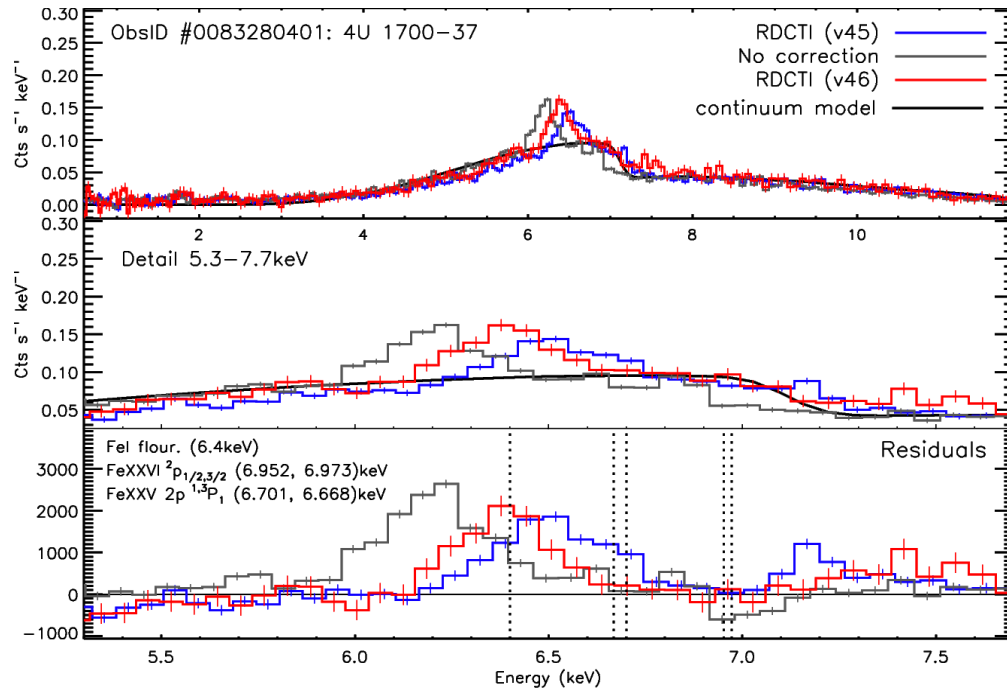 ObsID #0083280401: 4U 1700-37
RDCTI (v45)
No correction
RDCTI (v46)
continuum model
Cts s⁻¹ keV⁻¹
0.30
0.25
0.20
0.15
0.10
0.05
0.00
2
4
6
8
10
Detail 5.3-7.7keV
Cts s⁻¹ keV⁻¹
0.30
0.25
0.20
0.15
0.10
0.05
FeI flour. (6.4keV)
FeXXVI ²p₁/₂,₃/₂ (6.952, 6.973)keV
FeXXV 2p ¹,³P₁ (6.701, 6.668)keV
Residuals
3000
2000
1000
0
-1000
5.5
6.0
6.5
7.0
7.5
Energy (keV)